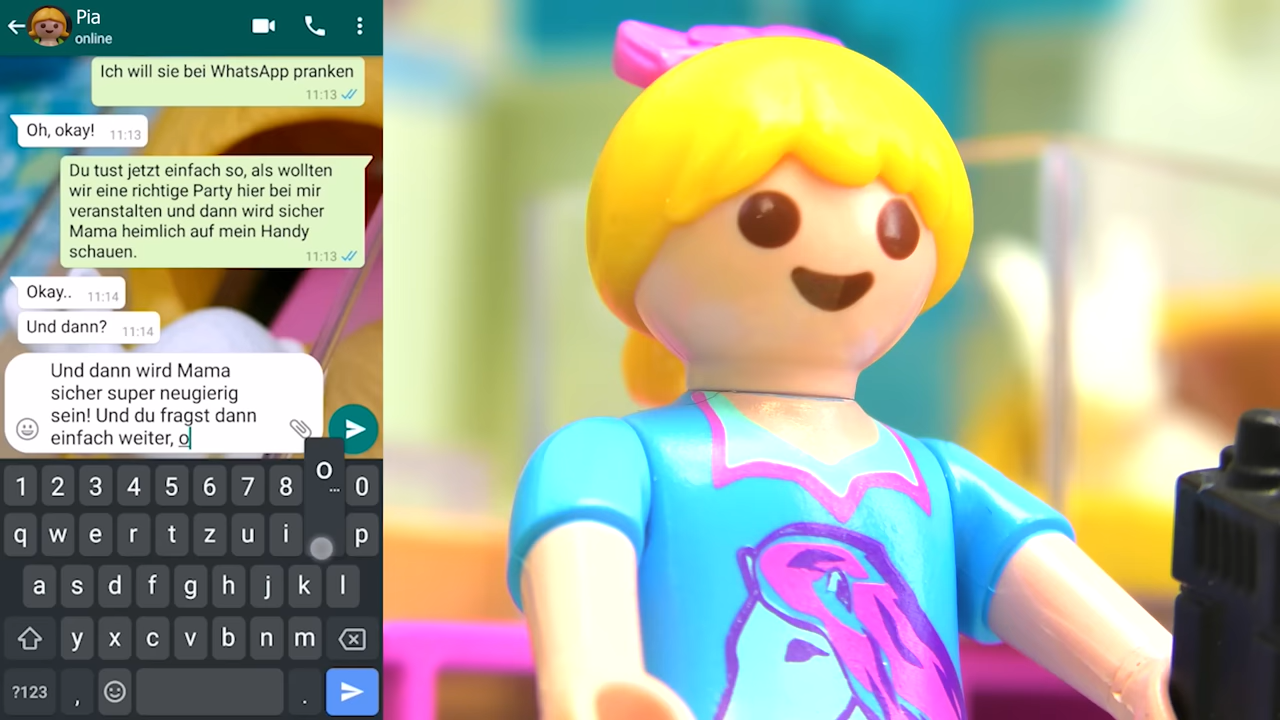 Pia
online
Ich will sie bei WhatsApp pranken
11:13
Oh, okay! 11:13
Du tust jetzt einfach so, als wollten
wir eine richtige Party hier bei mir
veranstalten und dann wird sicher
Mama heimlich auf mein Handy
schauen.
11:13
Okay.. 11:14
Und dann? 11:14
Und dann wird Mama
sicher super neugierig
sein! Und du fragst dann
einfach weiter, o
o
...
1 2 3 4 5 6 7 8 0
q w e r t z u i p
a s d f g h j k l
y x c v b n m
?123 , .